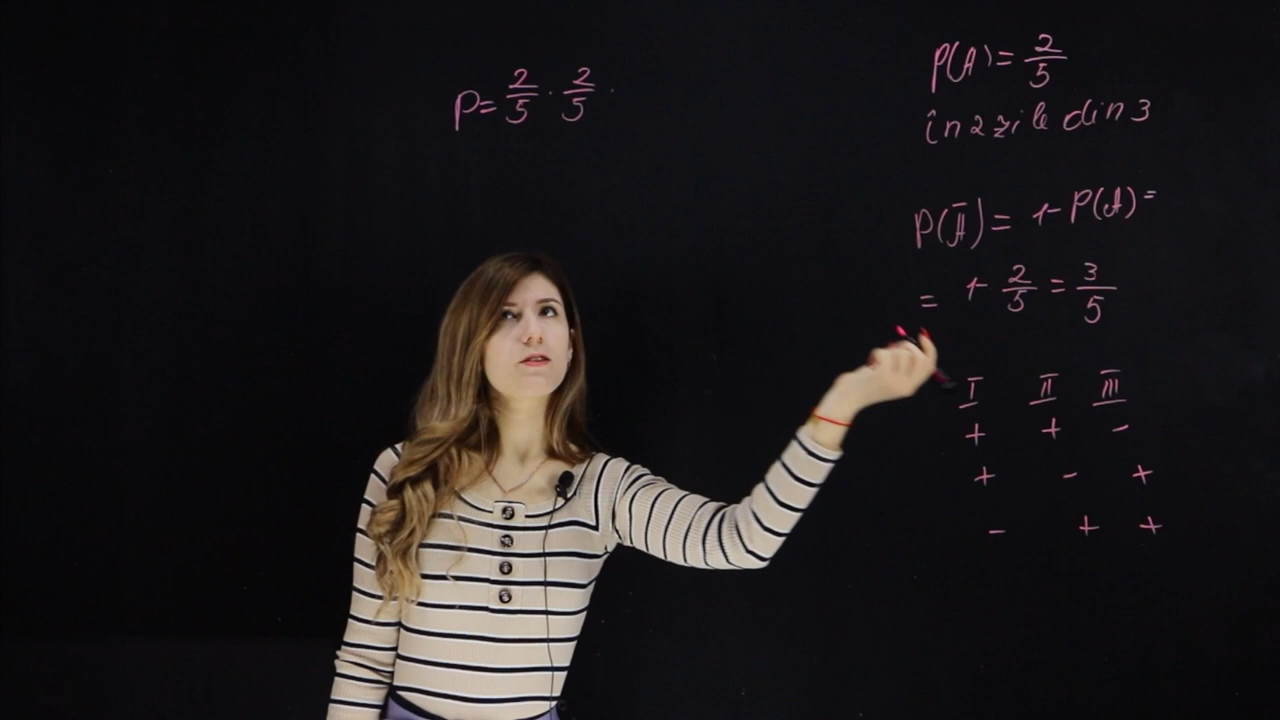 P = 2/5 · 2/5 ·
P(A) = 2/5
în 2 zile din 3
P(Ā) = 1 - P(A) =
= 1 - 2/5 = 3/5
I II III
+ + -
+ - +
- + +